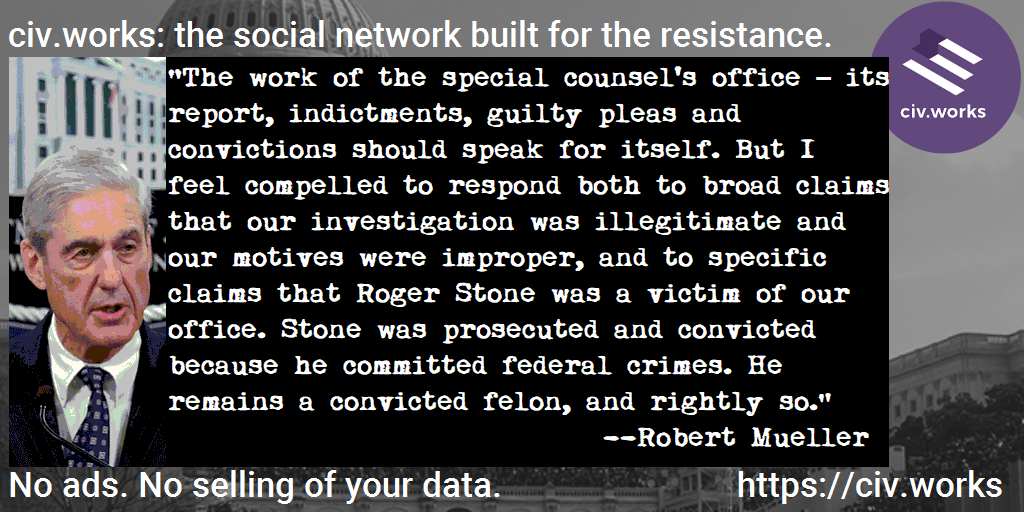 civ.works: the social network built for the resistance.
civ.works
"The work of the special counsel's office – its
report, indictments, guilty pleas and
convictions should speak for itself. But I
feel compelled to respond both to broad claims
that our investigation was illegitimate and
our motives were improper, and to specific
claims that Roger Stone was a victim of our
office. Stone was prosecuted and convicted
because he committed federal crimes. He
remains a convicted felon, and rightly so."
--Robert Mueller
No ads. No selling of your data.
https://civ.works